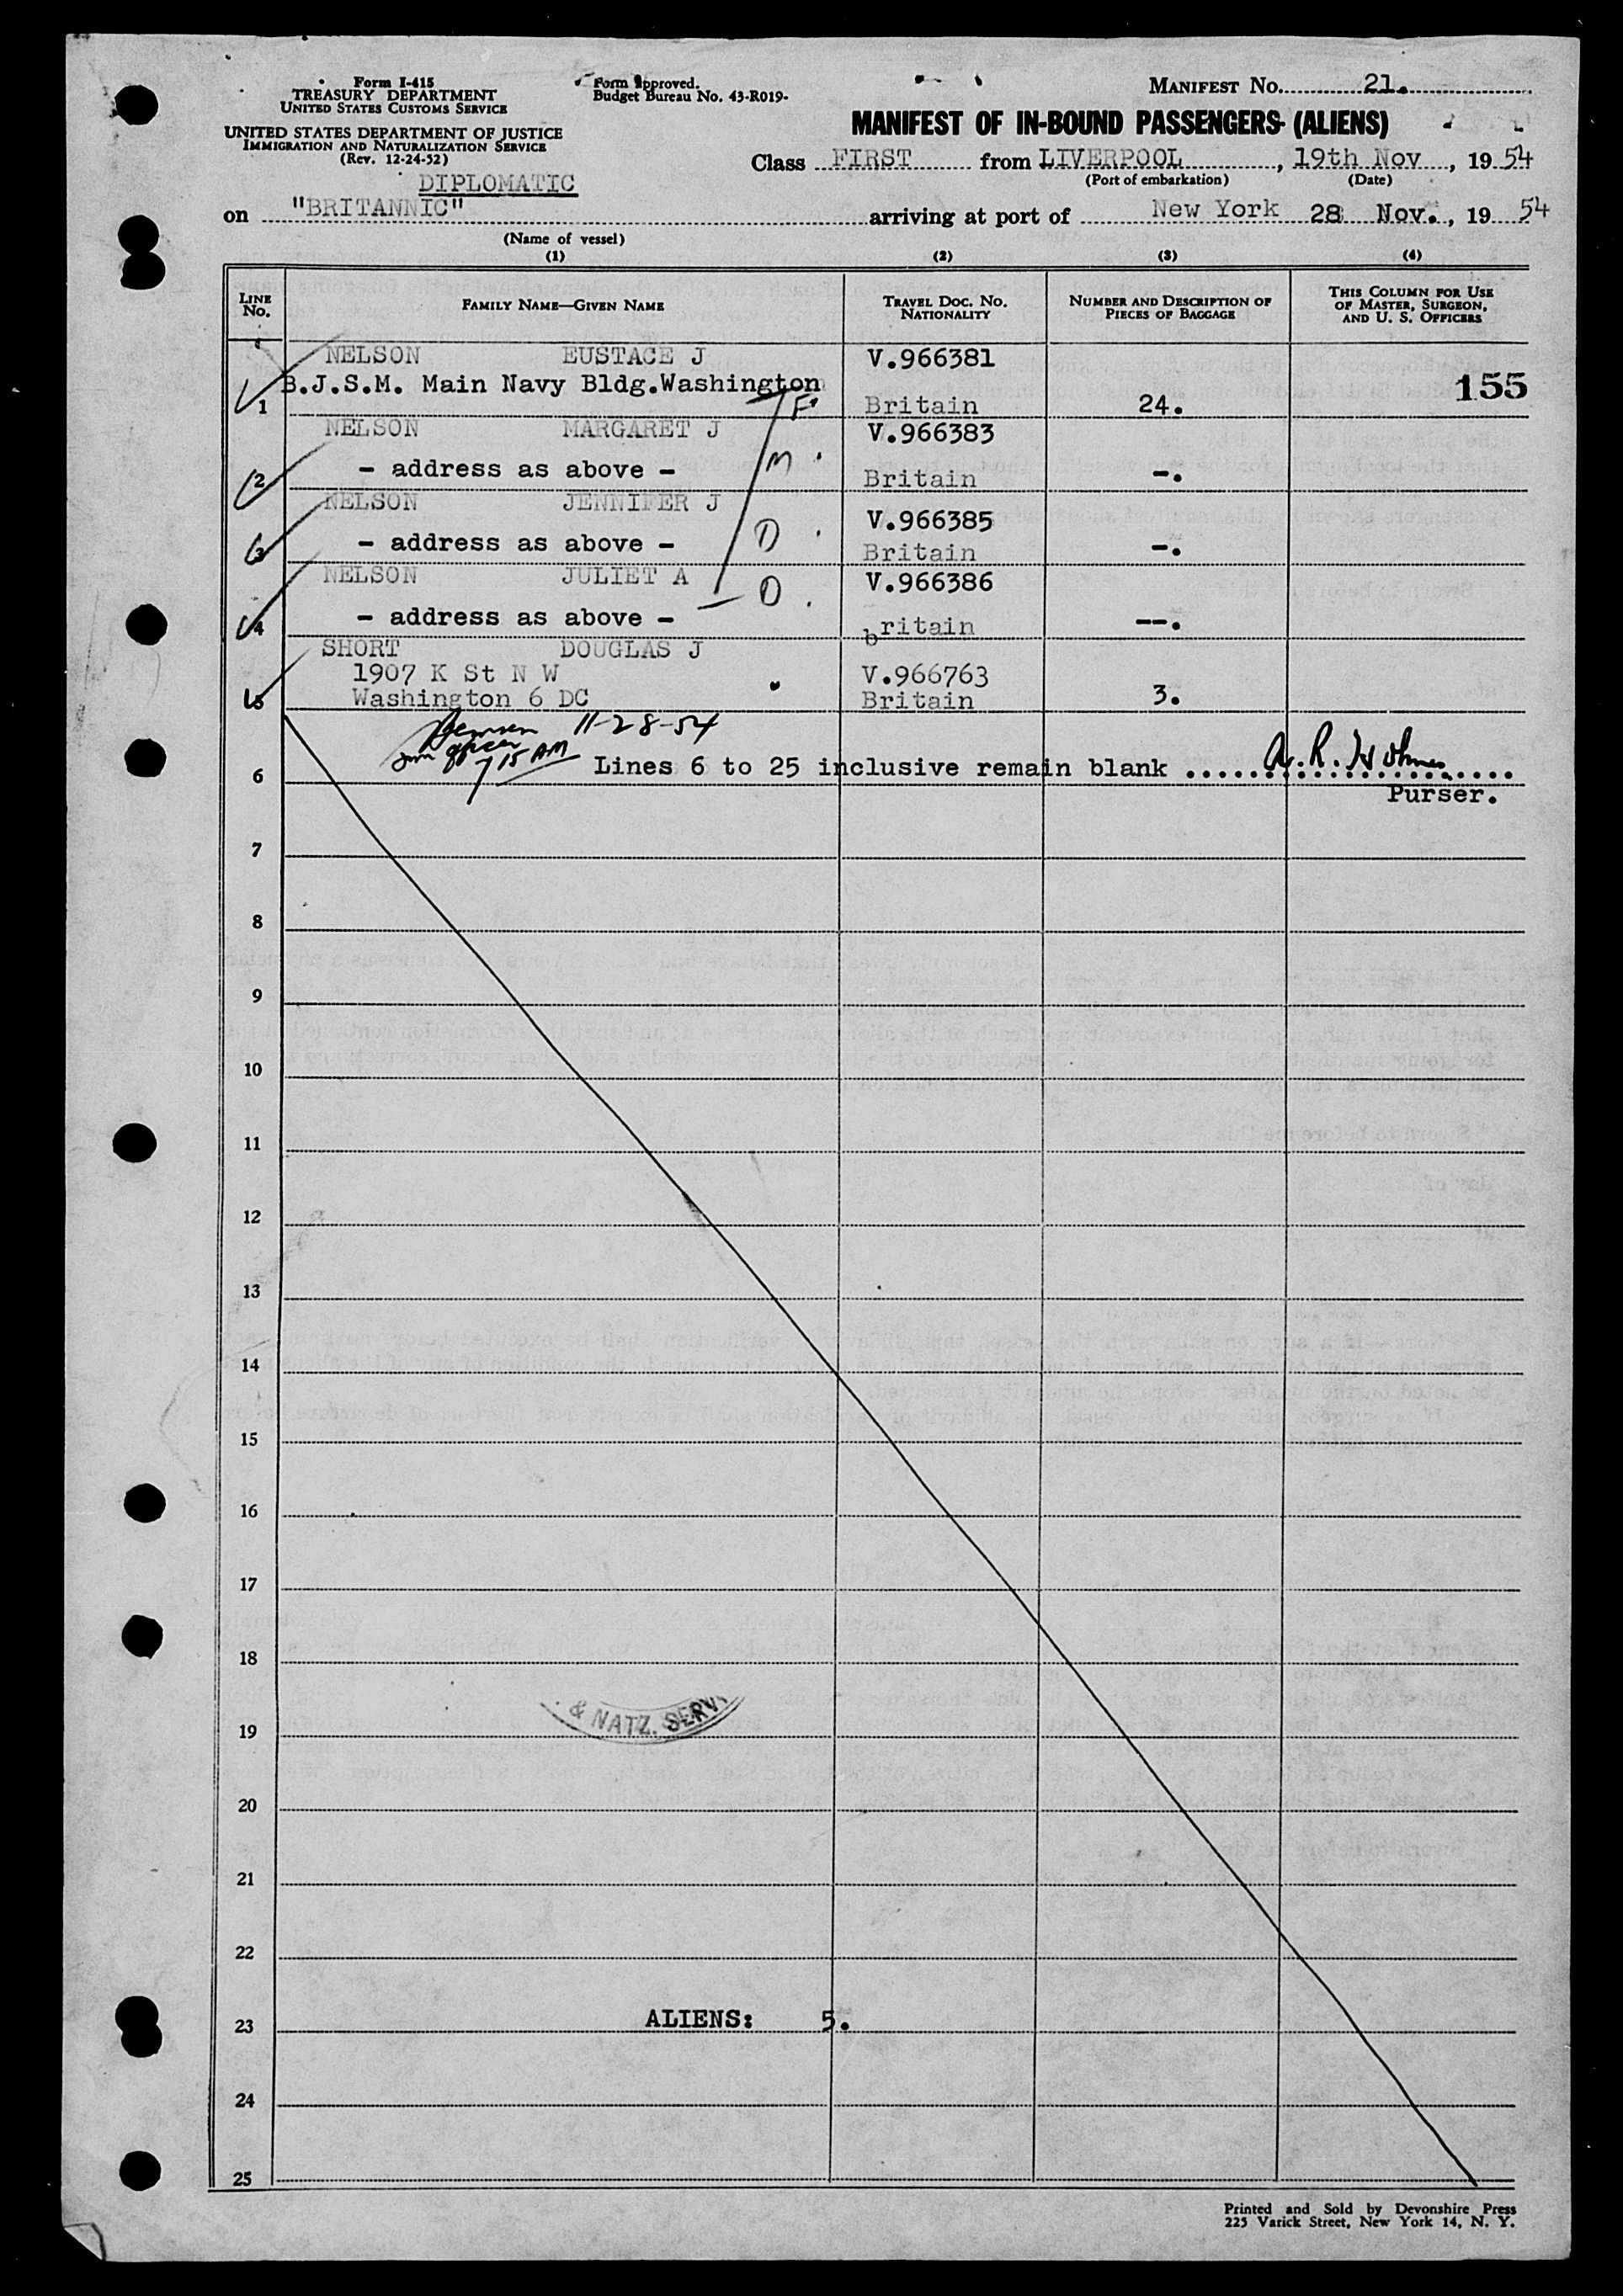 Form I-415
TREASURY DEPARTMENT
UNITED STATES CUSTOMS SERVICE
UNITED STATES DEPARTMENT OF JUSTICE
IMMIGRATION AND NATURALIZATION SERVICE
(Rev. 12-24-52)
Form Approved.
Budget Bureau No. 43-R019-
MANIFEST NO. 21.
MANIFEST OF IN-BOUND PASSENGERS (ALIENS)
Class FIRST from LIVERPOOL, 19th Nov, 19 54
(Port of embarkation) (Date)
DIPLOMATIC
on "BRITANNIC" arriving at port of New York 28 Nov., 19 54
(Name of vessel)
(1) (2) (3) (4)
LINE NO. FAMILY NAME—GIVEN NAME TRAVEL DOC. NO. NATIONALITY NUMBER AND DESCRIPTION OF PIECES OF BAGGAGE THIS COLUMN FOR USE OF MASTER, SURGEON, AND U. S. OFFICERS
NELSON EUSTACE J V.966381
B.J.S.M. Main Navy Bldg.Washington 155
1 F. Britain 24.
NELSON MARGARET J V.966383
2 - address as above - M. Britain -.
NELSON JENNIFER J V.966385
3 - address as above - D. Britain -.
NELSON JULIET A V.966386
4 - address as above - D. britain --.
SHORT DOUGLAS J
1907 K St N W V.966763
5 Washington 6 DC Britain 3.
11-28-54
7 15 AM
6 Lines 6 to 25 inclusive remain blank A. R.
Purser.
7
8
9
10
11
12
13
14
15
16
17
18
& NATZ. SERV
19
20
21
22
23 ALIENS: 5.
24
25
Printed and Sold by Devonshire Press
225 Varick Street, New York 14, N. Y.